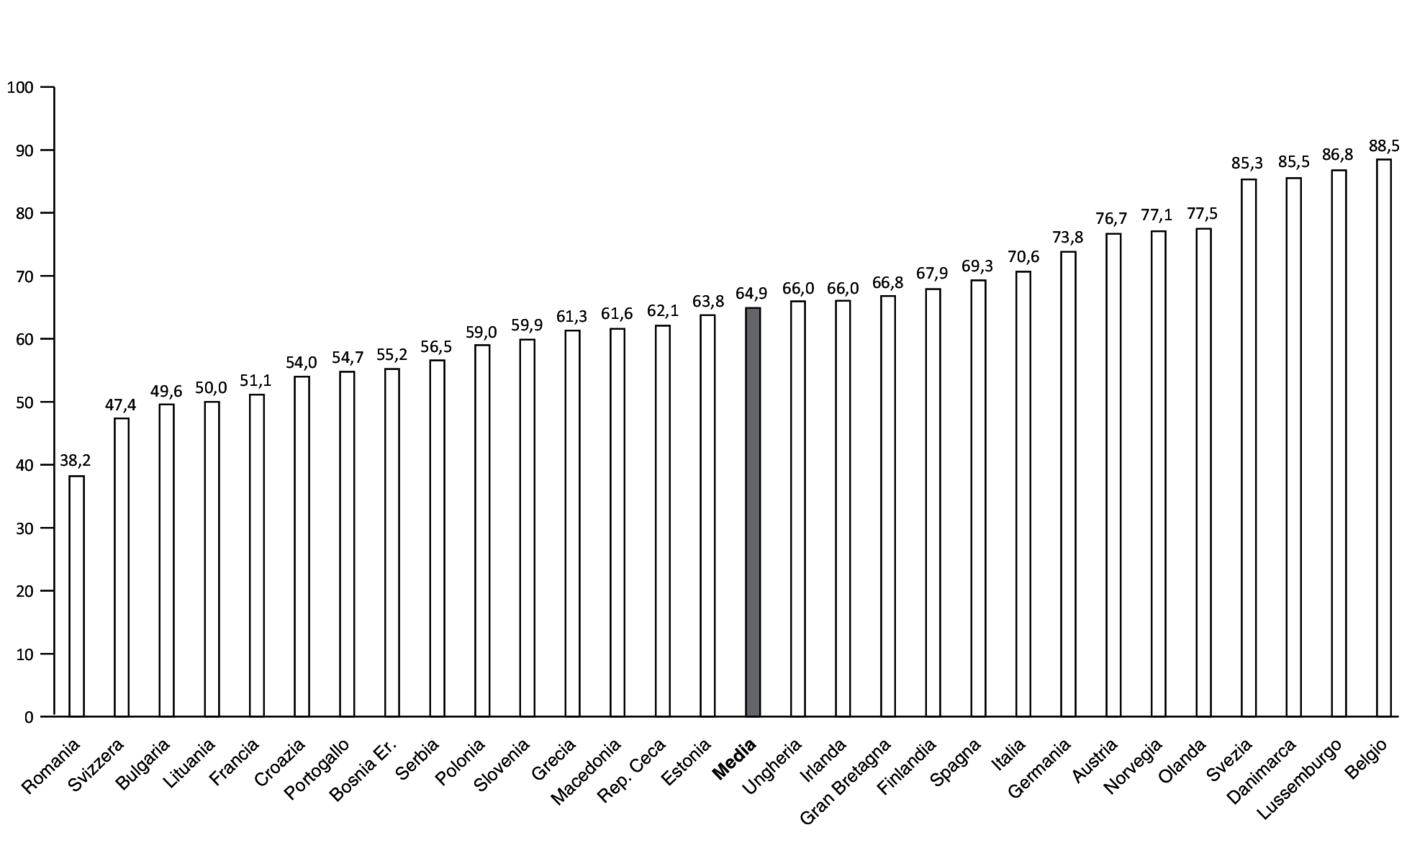 100
90
80
70
60
50
40
30
20
10
0
38,2
47,4
49,6
50,0
51,1
54,0
54,7
55,2
56,5
59,0
59,9
61,3
61,6
62,1
63,8
64,9
66,0
66,0
66,8
67,9
69,3
70,6
73,8
76,7
77,1
77,5
85,3
85,5
86,8
88,5
Romania
Svizzera
Bulgaria
Lituania
Francia
Croazia
Portogallo
Bosnia Er.
Serbia
Polonia
Slovenia
Grecia
Macedonia
Rep. Ceca
Estonia
Media
Ungheria
Irlanda
Gran Bretagna
Finlandia
Spagna
Italia
Germania
Austria
Norvegia
Olanda
Svezia
Danimarca
Lussemburgo
Belgio